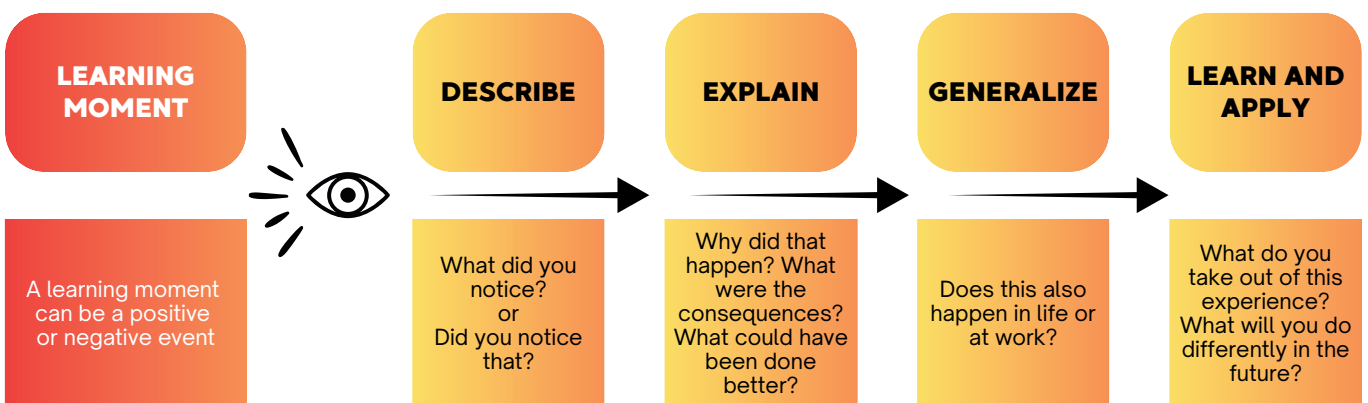 LEARNING
MOMENT
DESCRIBE
EXPLAIN
GENERALIZE
LEARN AND
APPLY
A learning moment
can be a positive
or negative event
What did you
notice?
or
Did you notice
that?
Why did that
happen? What
were the
consequences?
What could have
been done
better?
Does this also
happen in life or
at work?
What do you
take out of this
experience?
What will you do
differently in the
future?